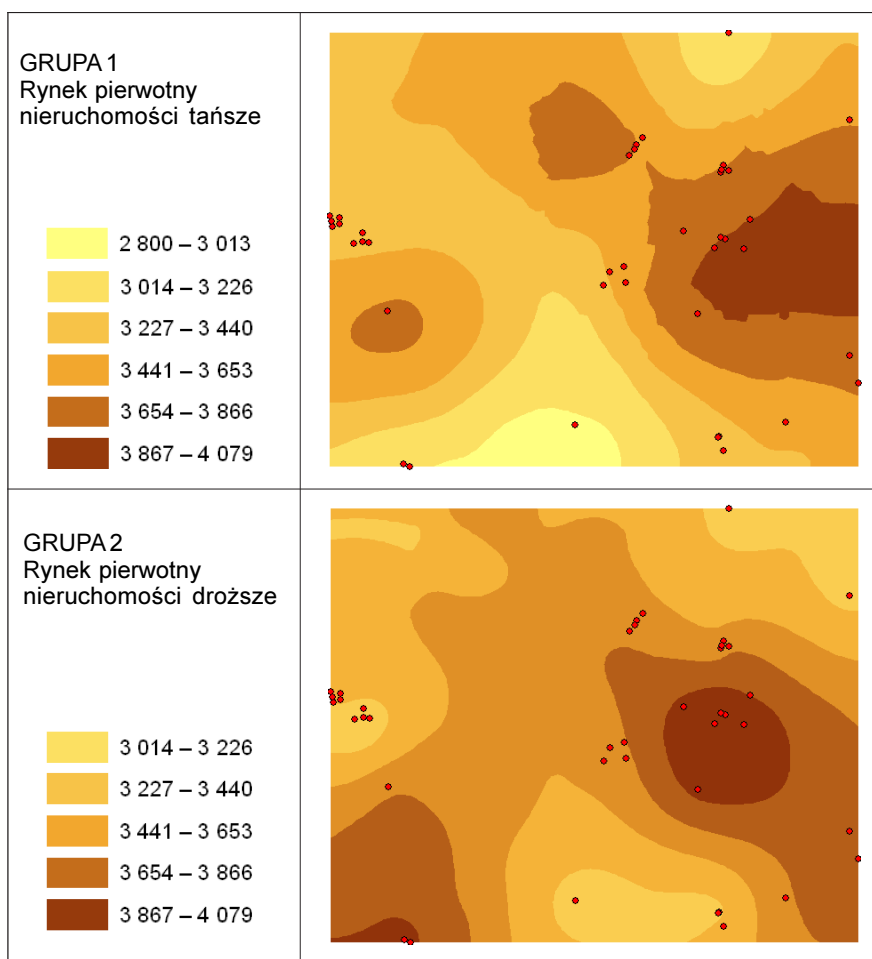 GRUPA 1
Rynek pierwotny
nieruchomości tańsze
2 800 – 3 013
3 014 – 3 226
3 227 – 3 440
3 441 – 3 653
3 654 – 3 866
3 867 – 4 079
GRUPA 2
Rynek pierwotny
nieruchomości droższe
3 014 – 3 226
3 227 – 3 440
3 441 – 3 653
3 654 – 3 866
3 867 – 4 079